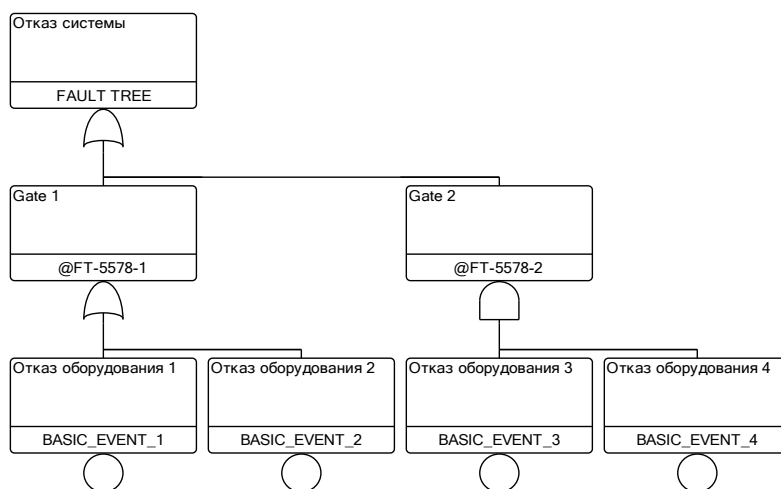 Отказ системы
FAULT TREE
Gate 1
@FT-5578-1
Gate 2
@FT-5578-2
Отказ оборудования 1
BASIC_EVENT_1
Отказ оборудования 2
BASIC_EVENT_2
Отказ оборудования 3
BASIC_EVENT_3
Отказ оборудования 4
BASIC_EVENT_4